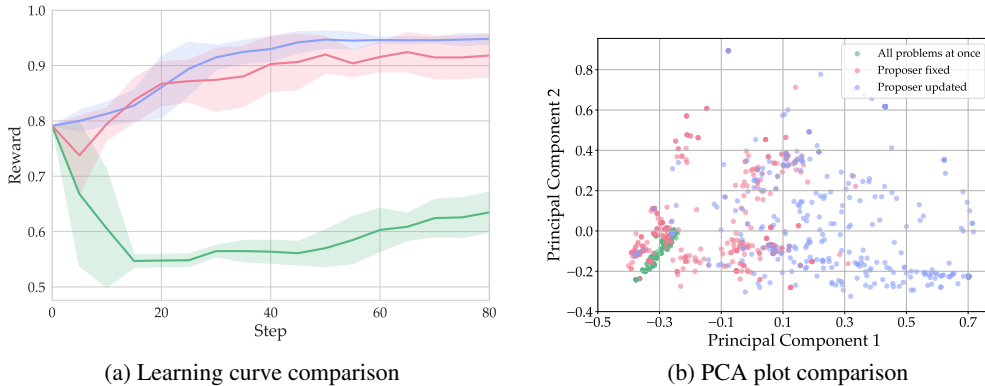 1.0
0.9
0.8
0.7
0.6
0.5
Reward
0
20
40
60
80
Step
(a) Learning curve comparison
All problems at once
Proposer fixed
Proposer updated
0.8
0.6
0.4
0.2
0.0
−0.2
−0.4
Principal Component 2
−0.5
−0.3
−0.1
0.1
0.3
0.5
0.7
Principal Component 1
(b) PCA plot comparison